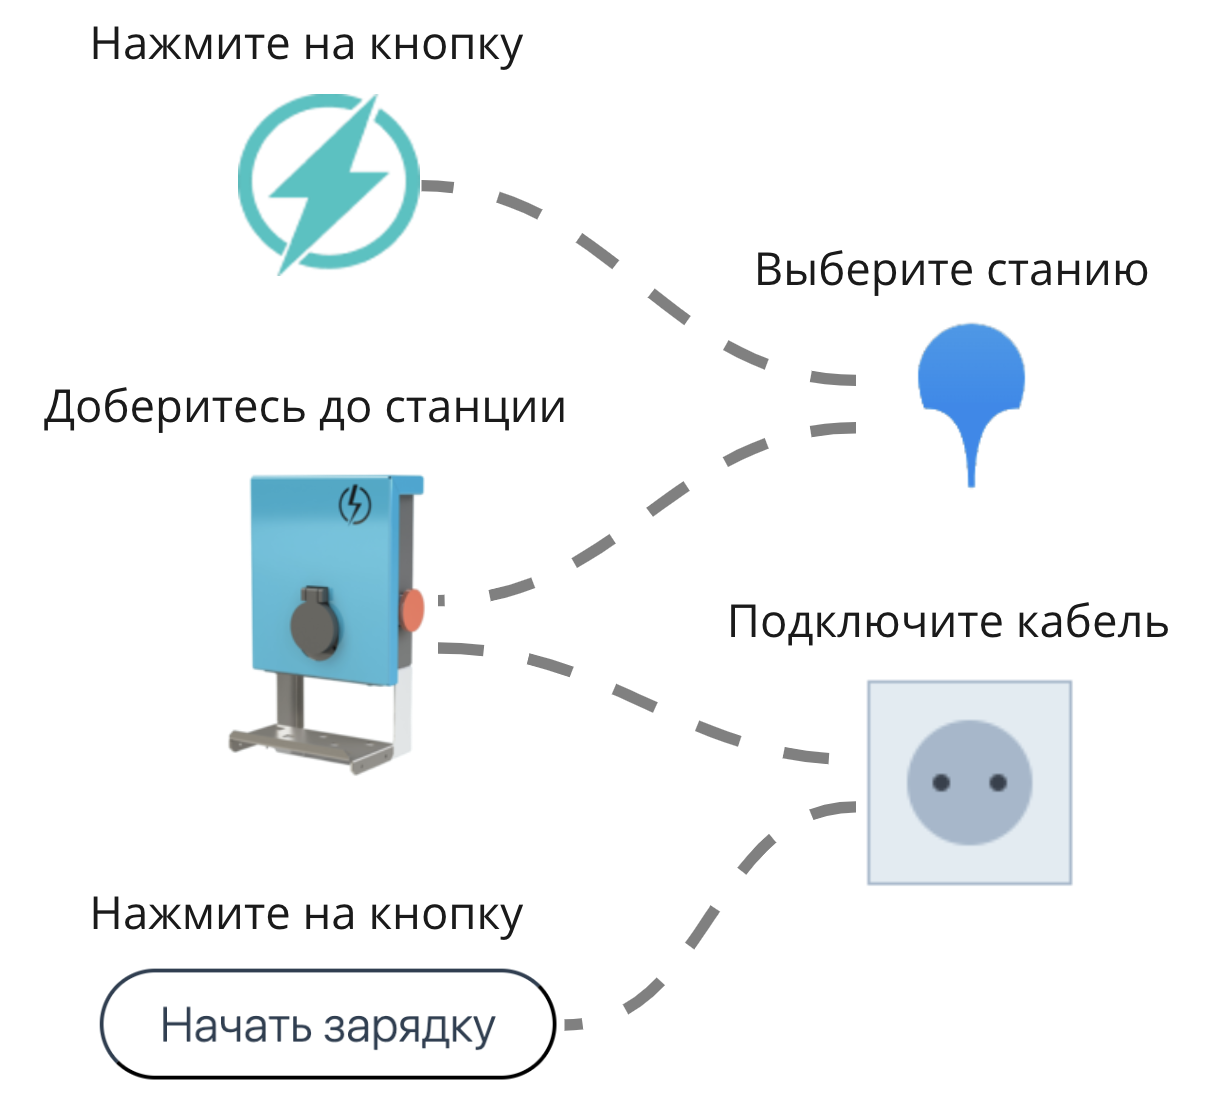 Нажмите на кнопку
Выберите станию
Доберитесь до станции
Подключите кабель
Нажмите на кнопку
Начать зарядку